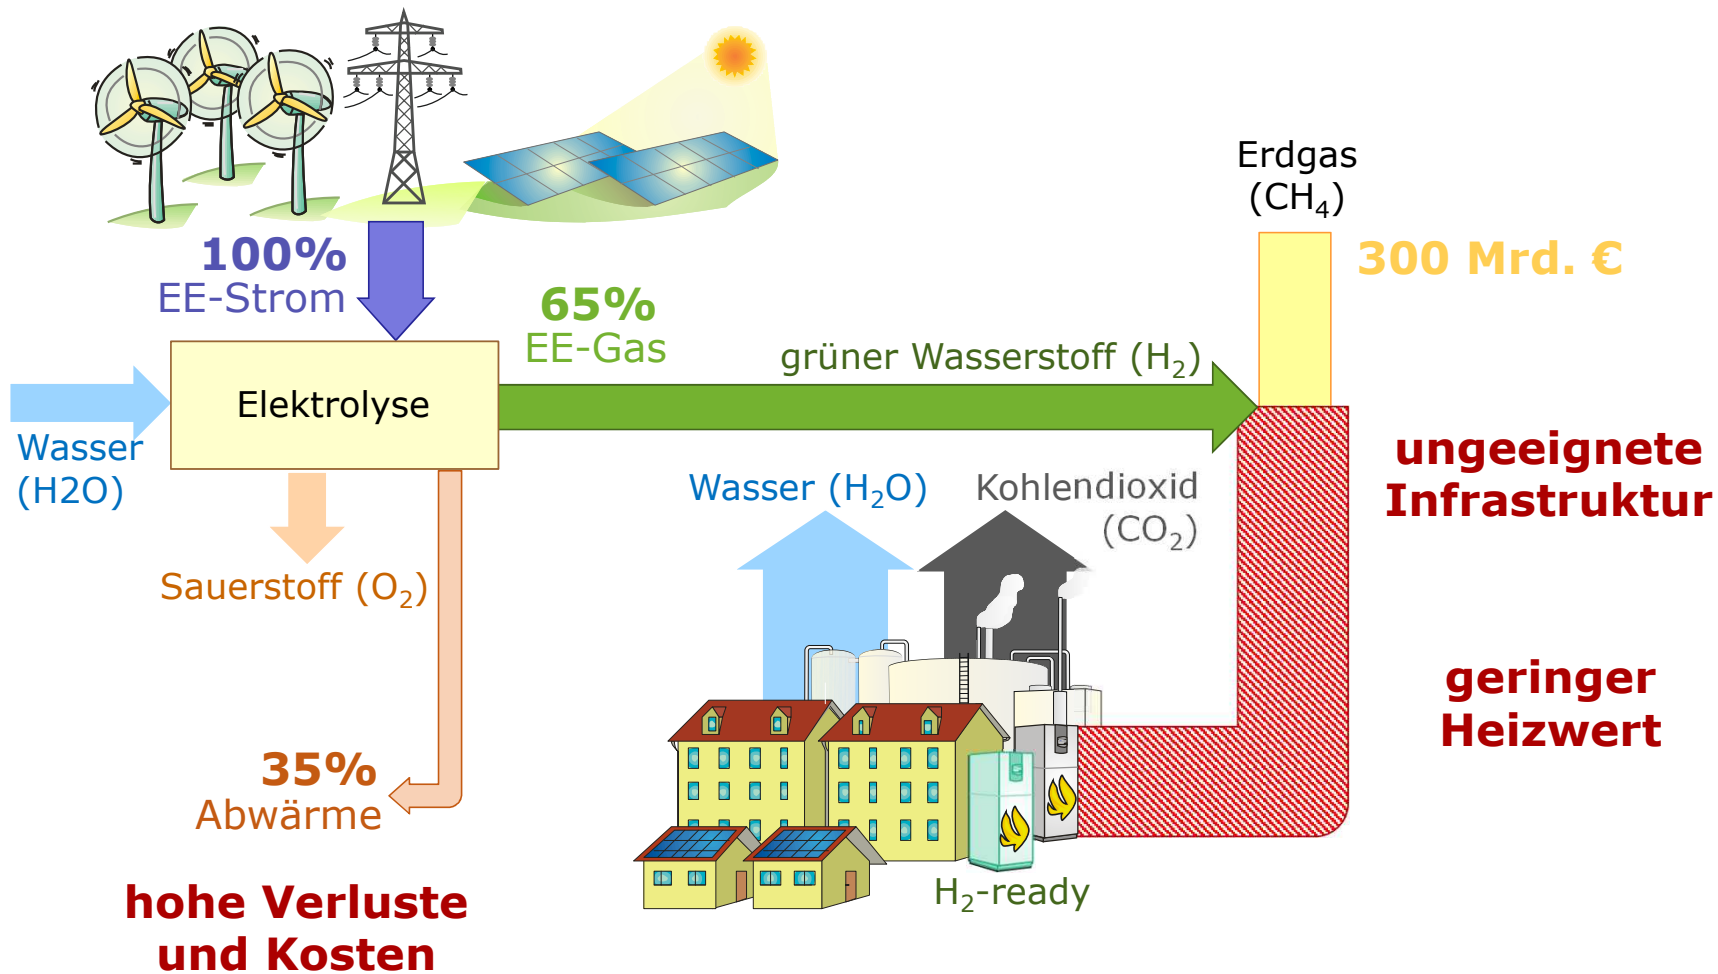 Erdgas
(CH₄)
100%
EE-Strom
300 Mrd. €
65%
EE-Gas
grüner Wasserstoff (H₂)
Elektrolyse
Wasser
(H2O)
ungeeignete
Infrastruktur
Wasser (H₂O)
Kohlendioxid
(CO₂)
Sauerstoff (O₂)
geringer
Heizwert
35%
Abwärme
H₂-ready
hohe Verluste
und Kosten